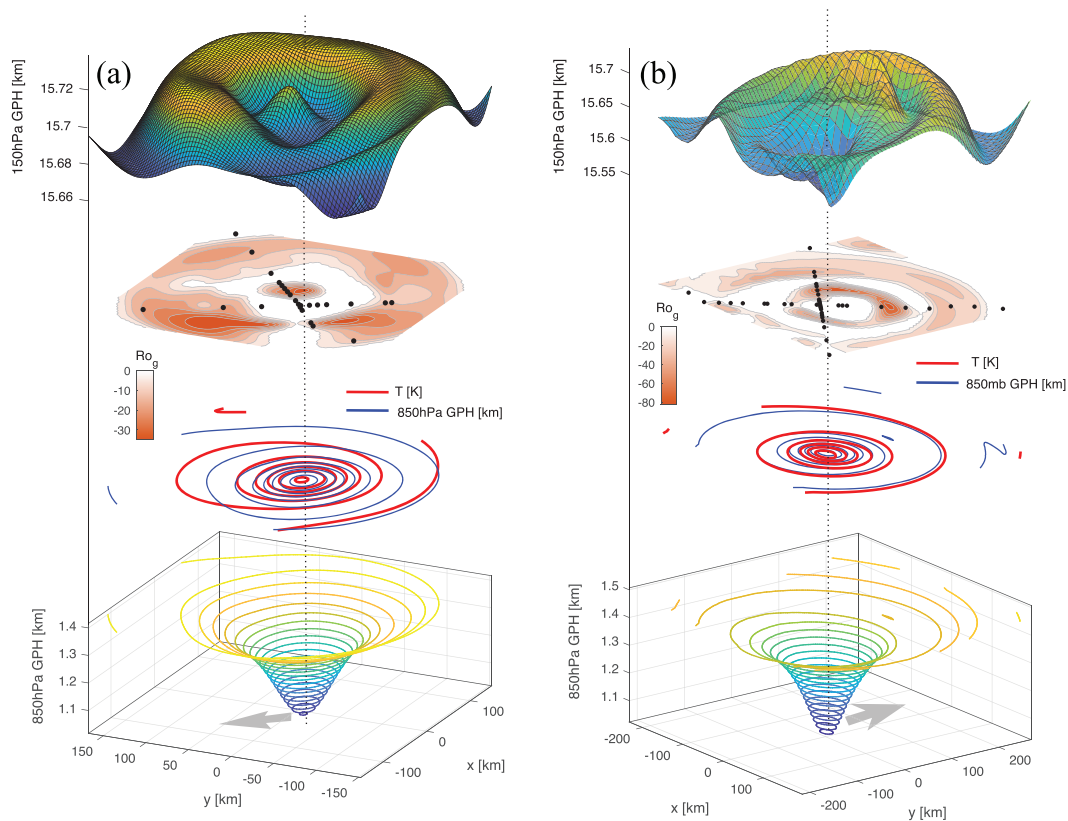 (a)
150hPa GPH [km]
15.72
15.7
15.68
15.66
Ro
g
0
-10
-20
-30
T [K]
850hPa GPH [km]
850hPa GPH [km]
1.4
1.3
1.2
1.1
150
100
50
0
-50
-100
-150
y [km]
-100
0
100
x [km]
(b)
150hPa GPH [km]
15.7
15.65
15.6
15.55
Ro
g
0
-20
-40
-60
-80
T [K]
850mb GPH [km]
850hPa GPH [km]
1.5
1.4
1.3
1.2
1.1
-200
-100
0
100
x [km]
-200
-100
0
100
200
y [km]